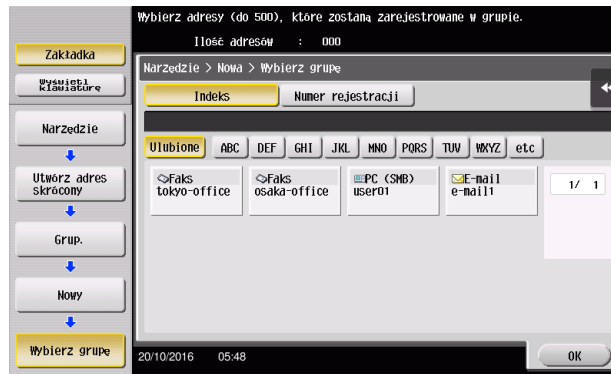 Wybierz adresy (do 500), które zostaną zarejestrowane w grupie.
Ilość adresów : 000
Zakładka
Wyświetl
klawiaturę
Narzędzie
Utwórz adres
skrócony
Grup.
Nowy
Wybierz grupę
Narzędzie > Nowa > Wybierz grupę
Indeks
Numer rejestracji
Ulubione ABC DEF GHI JKL MNO PQRS TUV WXYZ etc
Faks
tokyo-office
Faks
osaka-office
PC (SMB)
user01
E-mail
e-mail1
1/ 1
20/10/2016 05:48
OK